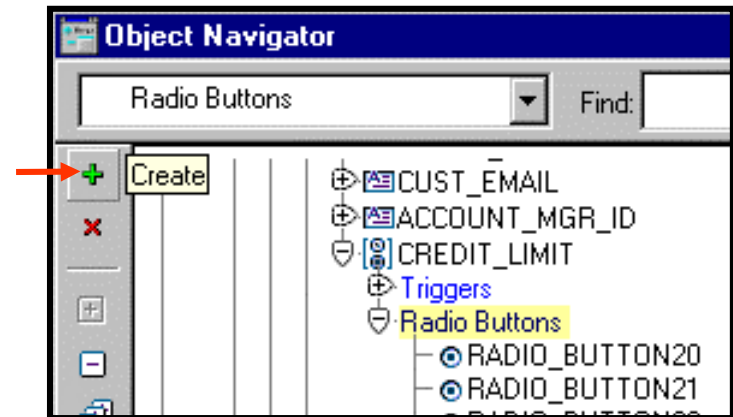 Object Navigator
Radio Buttons Find:
Create
CUST_EMAIL
ACCOUNT_MGR_ID
CREDIT_LIMIT
Triggers
Radio Buttons
RADIO_BUTTON20
RADIO_BUTTON21